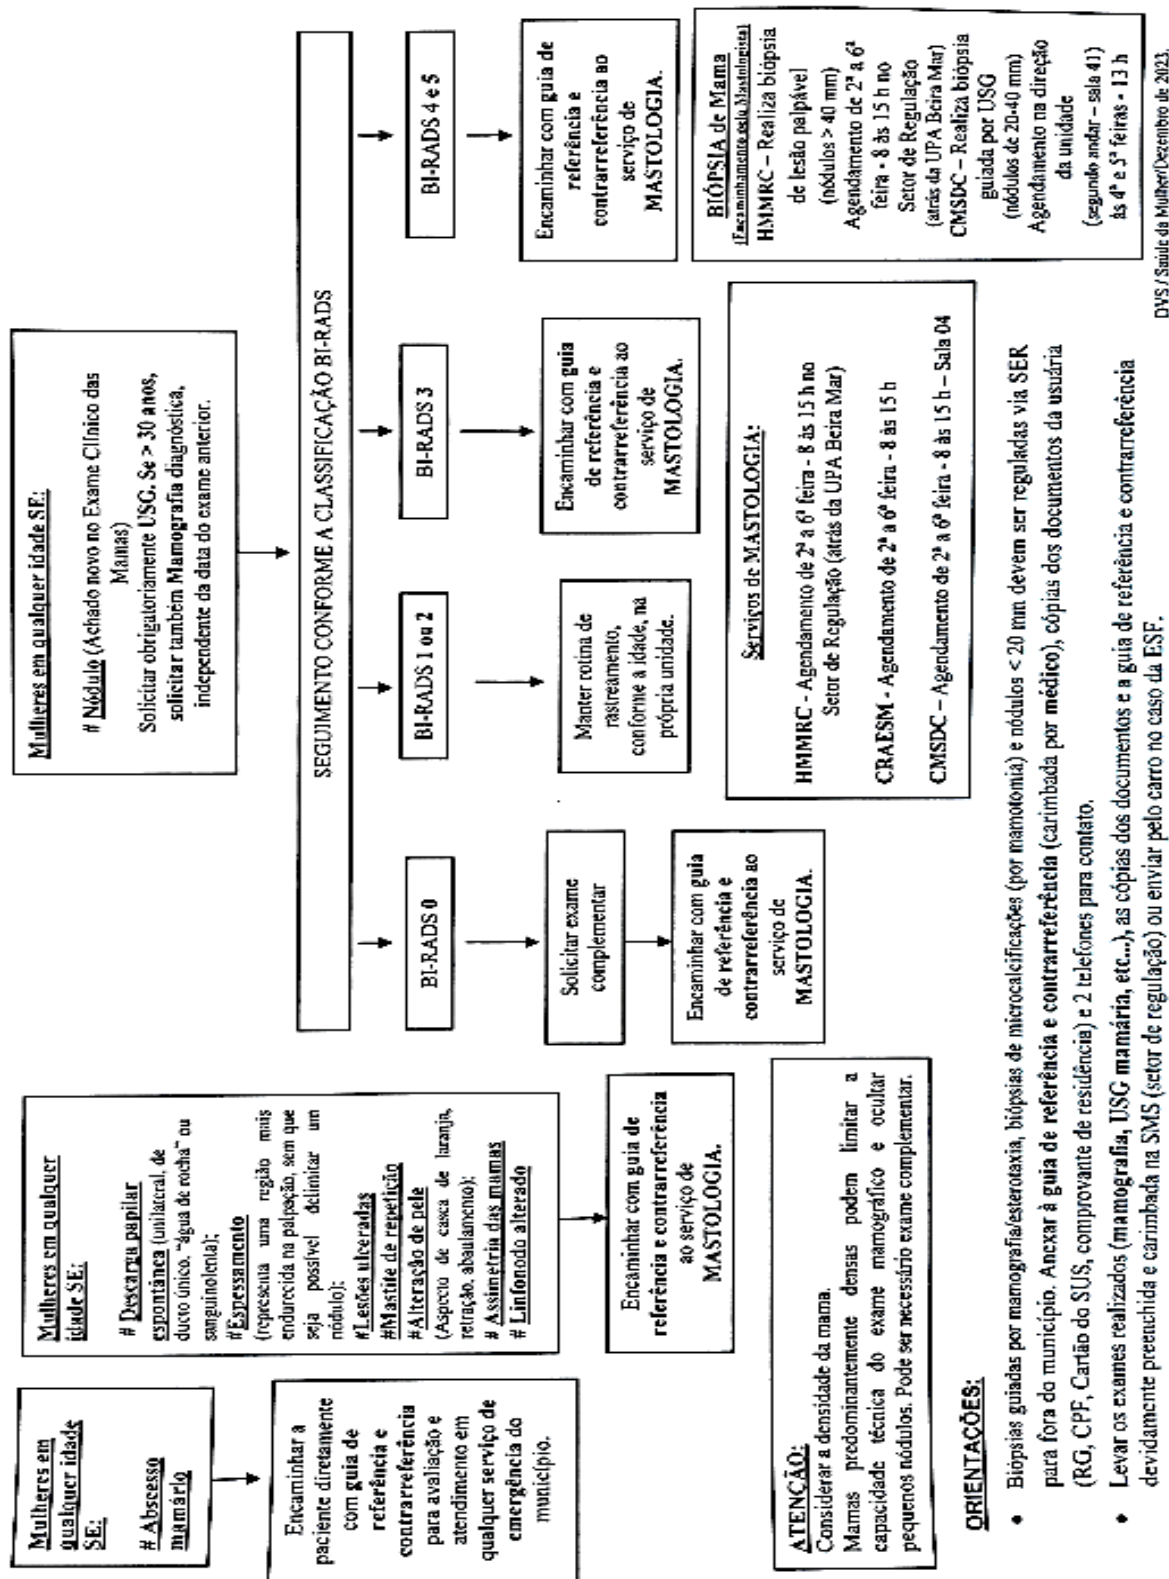 Mulheres em
qualquer idade
SE:
# Abscesso
mamário
Encaminhar a
paciente diretamente
com guia de
referência e
contrarreferência
para avaliação e
atendimento em
qualquer serviço de
emergência do
município.
Mulheres em qualquer
idade SE:
# Descarga papilar
espontânea (unilateral, de
ducto único, "água de rocha" ou
sanguinolenta);
#Espessamento
(representa uma região mais
endurecida na palpação, sem que
seja possível delimitar um
nódulo);
#Lesões ulceradas
#Mastite de repetição
#Alteração de pele
(Aspecto de casca de laranja,
retração, abaulamento);
# Assimetria das mamas
# Linfonodo alterado
Encaminhar com guia de
referência e contrarreferência
ao serviço de
MASTOLOGIA.
Mulheres em qualquer idade SE:
# Nódulo (Achado novo no Exame Clínico das
Mamas)
Solicitar obrigatoriamente USG. Se > 30 anos,
solicitar também Mamografia diagnóstica,
independente da data do exame anterior.
SEGUIMENTO CONFORME A CLASSIFICAÇÃO BI-RADS
BI-RADS 0
Solicitar exame
complementar
Encaminhar com guia
de referência e
contrarreferência ao
serviço de
MASTOLOGIA.
BI-RADS 1 ou 2
Manter rotina de
rastreamento,
conforme a idade, na
própria unidade.
BI-RADS 3
Encaminhar com guia
de referência e
contrarreferência ao
serviço de
MASTOLOGIA.
BI-RADS 4 e 5
Encaminhar com guia de
referência e
contrarreferência ao
serviço de
MASTOLOGIA.
BIÓPSIA de Mama
(Encaminhamento pelo Mastologista)
HMMRC – Realiza biópsia
de lesão palpável
(nódulos > 40 mm)
Agendamento de 2ª a 6ª
feira - 8 às 15 h no
Setor de Regulação
(atrás da UPA Beira Mar)
CMSDC – Realiza biópsia
guiada por USG
(nódulos de 20-40 mm)
Agendamento na direção
da unidade
(segundo andar – sala 41)
às 4ª e 5ª feiras - 13 h
Serviços de MASTOLOGIA:
HMMRC - Agendamento de 2ª a 6ª feira - 8 às 15 h no
Setor de Regulação (atrás da UPA Beira Mar)
CRAESM - Agendamento de 2ª a 6ª feira - 8 às 15 h
CMSDC – Agendamento de 2ª a 6ª feira - 8 às 15 h – Sala 04
ATENÇÃO:
Considerar a densidade da mama.
Mamas predominantemente densas podem limitar a
capacidade técnica do exame mamográfico e ocultar
pequenos nódulos. Pode ser necessário exame complementar.
ORIENTAÇÕES:
• Biópsias guiadas por mamografia/esterotaxia, biópsias de microcalcificações (por mamotomia) e nódulos < 20 mm devem ser reguladas via SER
para fora do município. Anexar à guia de referência e contrarreferência (carimbada por médico), cópias dos documentos da usuária
(RG, CPF, Cartão do SUS, comprovante de residência) e 2 telefones para contato.
• Levar os exames realizados (mamografia, USG mamária, etc...), as cópias dos documentos e a guia de referência e contrarreferência
devidamente preenchida e carimbada na SMS (setor de regulação) ou enviar pelo carro no caso da ESF.
DVS / Saúde da Mulher/Dezembro de 2023.